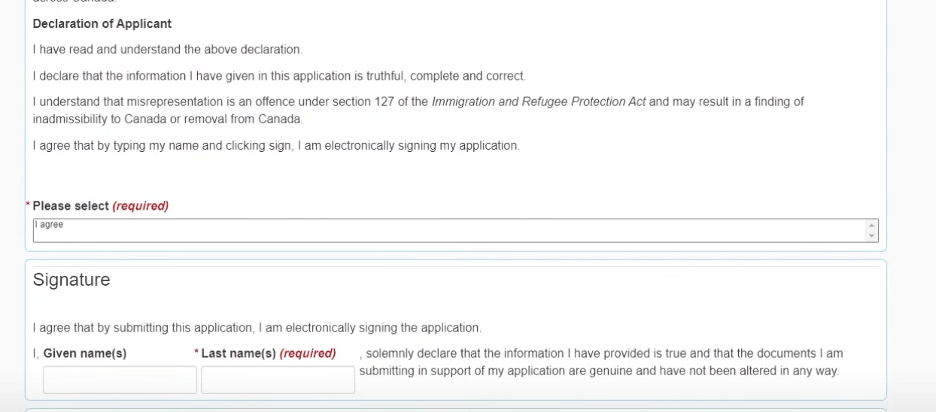 across Canada.
Declaration of Applicant
I have read and understand the above declaration.
I declare that the information I have given in this application is truthful, complete and correct.
I understand that misrepresentation is an offence under section 127 of the Immigration and Refugee Protection Act and may result in a finding of
inadmissibility to Canada or removal from Canada.
I agree that by typing my name and clicking sign, I am electronically signing my application.
* Please select (required)
I agree
Signature
I agree that by submitting this application, I am electronically signing the application.
I, Given name(s) * Last name(s) (required) , solemnly declare that the information I have provided is true and that the documents I am
submitting in support of my application are genuine and have not been altered in any way.